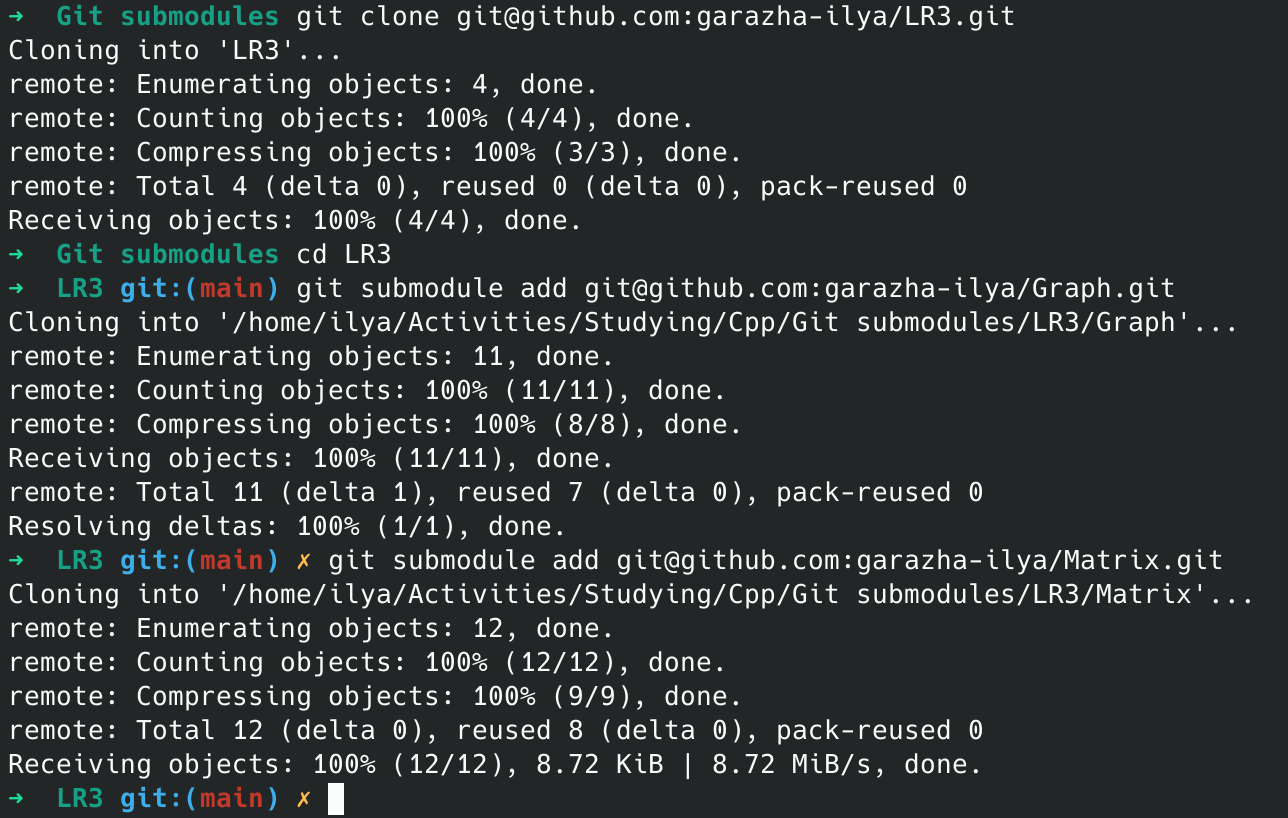 ➜  Git submodules git clone git@github.com:garazha-ilya/LR3.git
Cloning into 'LR3'...
remote: Enumerating objects: 4, done.
remote: Counting objects: 100% (4/4), done.
remote: Compressing objects: 100% (3/3), done.
remote: Total 4 (delta 0), reused 0 (delta 0), pack-reused 0
Receiving objects: 100% (4/4), done.
➜  Git submodules cd LR3
➜  LR3 git:(main) git submodule add git@github.com:garazha-ilya/Graph.git
Cloning into '/home/ilya/Activities/Studying/Cpp/Git submodules/LR3/Graph'...
remote: Enumerating objects: 11, done.
remote: Counting objects: 100% (11/11), done.
remote: Compressing objects: 100% (8/8), done.
Receiving objects: 100% (11/11), done.
remote: Total 11 (delta 1), reused 7 (delta 0), pack-reused 0
Resolving deltas: 100% (1/1), done.
➜  LR3 git:(main) ✗ git submodule add git@github.com:garazha-ilya/Matrix.git
Cloning into '/home/ilya/Activities/Studying/Cpp/Git submodules/LR3/Matrix'...
remote: Enumerating objects: 12, done.
remote: Counting objects: 100% (12/12), done.
remote: Compressing objects: 100% (9/9), done.
remote: Total 12 (delta 0), reused 8 (delta 0), pack-reused 0
Receiving objects: 100% (12/12), 8.72 KiB | 8.72 MiB/s, done.
➜  LR3 git:(main) ✗